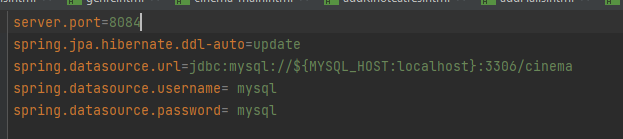 server.port=8084
spring.jpa.hibernate.ddl-auto=update
spring.datasource.url=jdbc:mysql://${MYSQL_HOST:localhost}:3306/cinema
spring.datasource.username= mysql
spring.datasource.password= mysql